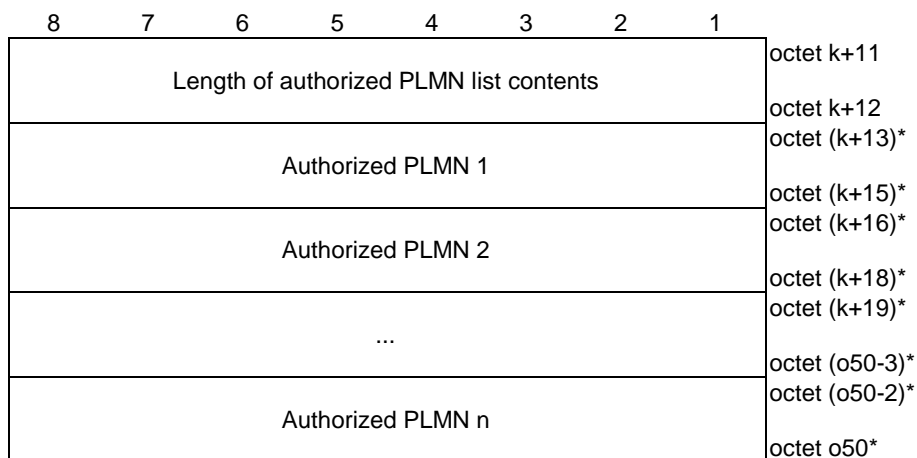 8 7 6 5 4 3 2 1
octet k+11
Length of authorized PLMN list contents
octet k+12
octet (k+13)*
Authorized PLMN 1
octet (k+15)*
octet (k+16)*
Authorized PLMN 2
octet (k+18)*
octet (k+19)*
...
octet (o50-3)*
octet (o50-2)*
Authorized PLMN n
octet o50*